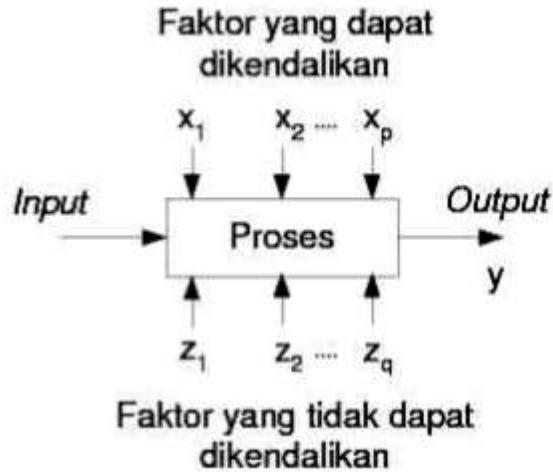 Faktor yang dapat
dikendalikan
x1 x2 .... xp
Input
Output
Proses
y
z1 z2 .... zq
Faktor yang tidak dapat
dikendalikan